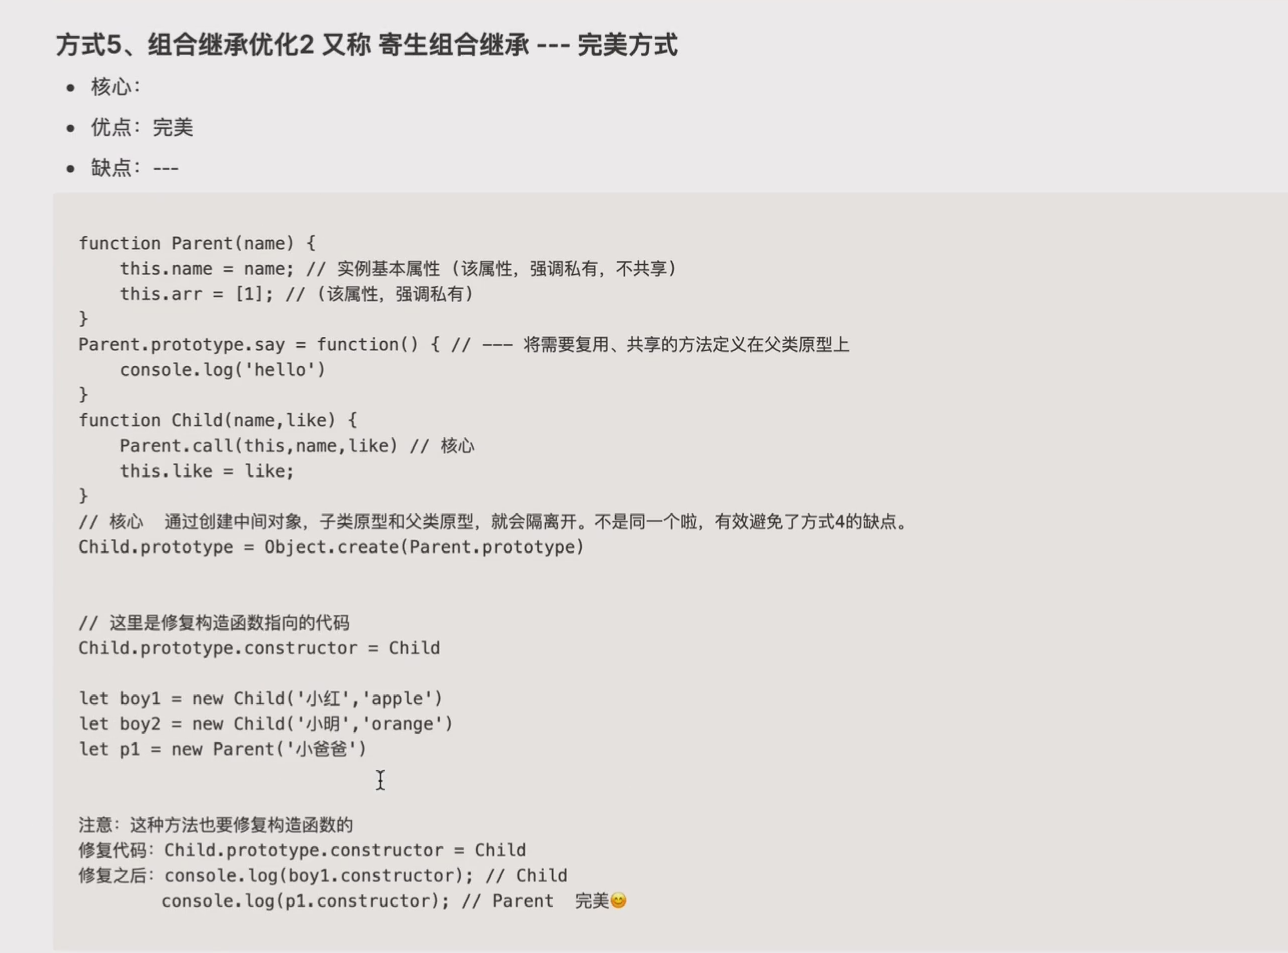 方式5、组合继承优化2 又称 寄生组合继承 --- 完美方式
• 核心：
• 优点：完美
• 缺点：---
function Parent(name) {
    this.name = name; // 实例基本属性 (该属性，强调私有，不共享)
    this.arr = [1]; // (该属性，强调私有)
}
Parent.prototype.say = function() { // --- 将需要复用、共享的方法定义在父类原型上
    console.log('hello')
}
function Child(name,like) {
    Parent.call(this,name,like) // 核心
    this.like = like;
}
// 核心  通过创建中间对象，子类原型和父类原型，就会隔离开。不是同一个啦，有效避免了方式4的缺点。
Child.prototype = Object.create(Parent.prototype)
// 这里是修复构造函数指向的代码
Child.prototype.constructor = Child
let boy1 = new Child('小红','apple')
let boy2 = new Child('小明','orange')
let p1 = new Parent('小爸爸')
注意：这种方法也要修复构造函数的
修复代码：Child.prototype.constructor = Child
修复之后：console.log(boy1.constructor); // Child
        console.log(p1.constructor); // Parent  完美😊